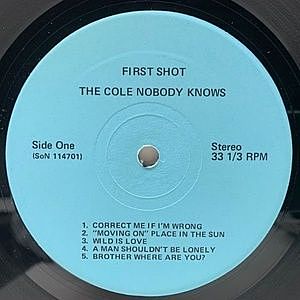 FIRST SHOT
THE COLE NOBODY KNOWS
Side One
(SoN 114701)
Stereo
33 1/3 RPM
1. CORRECT ME IF I'M WRONG
2. "MOVING ON" PLACE IN THE SUN
3. WILD IS LOVE
4. A MAN SHOULDN'T BE LONELY
5. BROTHER WHERE ARE YOU?